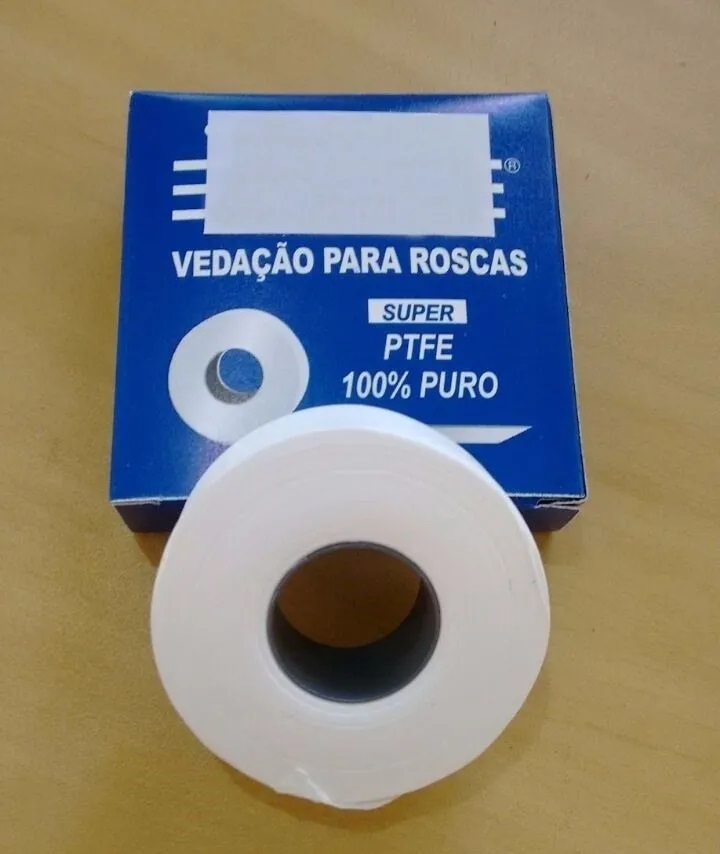 ®
VEDAÇÃO PARA ROSCAS
SUPER
PTFE
100% PURO